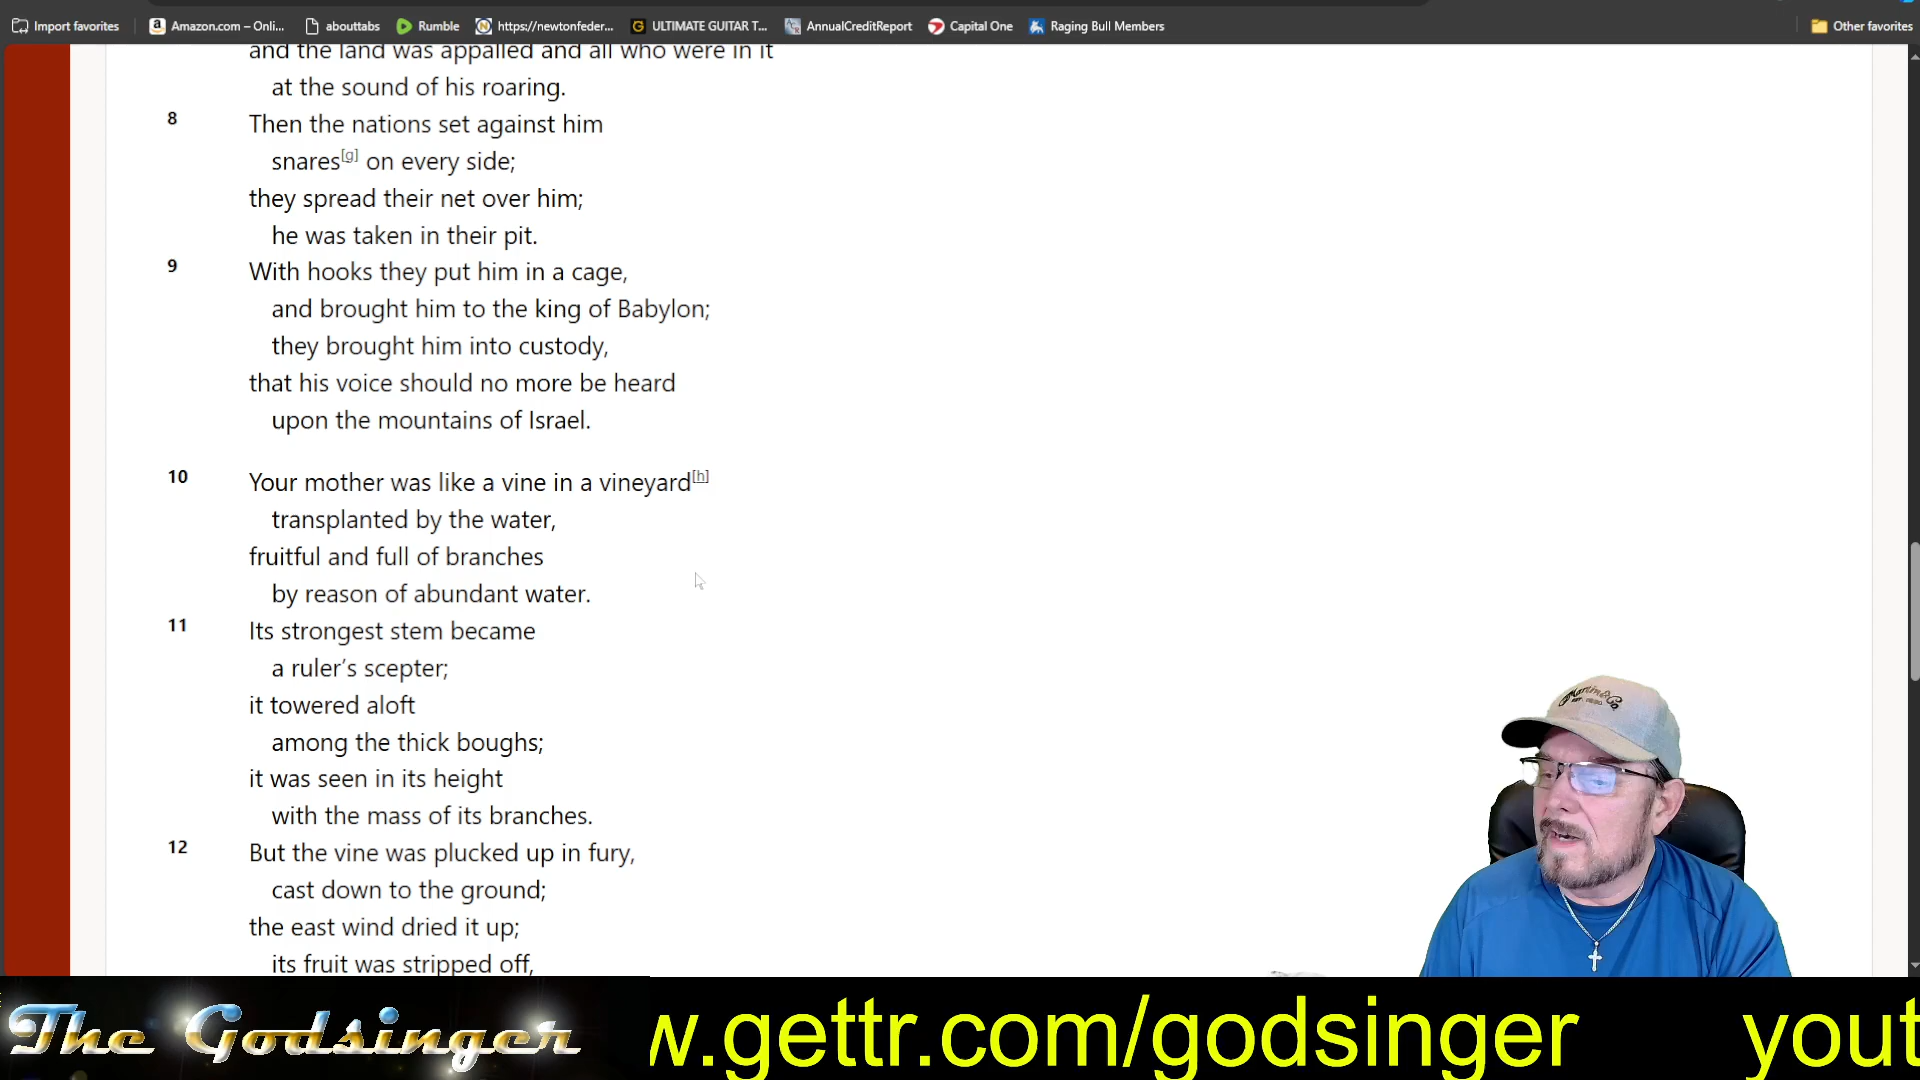 Import favorites
Amazon.com – Onli...
abouttabs
Rumble
https://newtonfeder...
ULTIMATE GUITAR T...
AnnualCreditReport
Capital One
Raging Bull Members
Other favorites
and the land was appalled and all who were in it
at the sound of his roaring.
8 Then the nations set against him
snares[g] on every side;
they spread their net over him;
he was taken in their pit.
9 With hooks they put him in a cage,
and brought him to the king of Babylon;
they brought him into custody,
that his voice should no more be heard
upon the mountains of Israel.
10 Your mother was like a vine in a vineyard[h]
transplanted by the water,
fruitful and full of branches
by reason of abundant water.
11 Its strongest stem became
a ruler’s scepter;
it towered aloft
among the thick boughs;
it was seen in its height
with the mass of its branches.
12 But the vine was plucked up in fury,
cast down to the ground;
the east wind dried it up;
its fruit was stripped off,
The Godsinger
w.gettr.com/godsinger yout